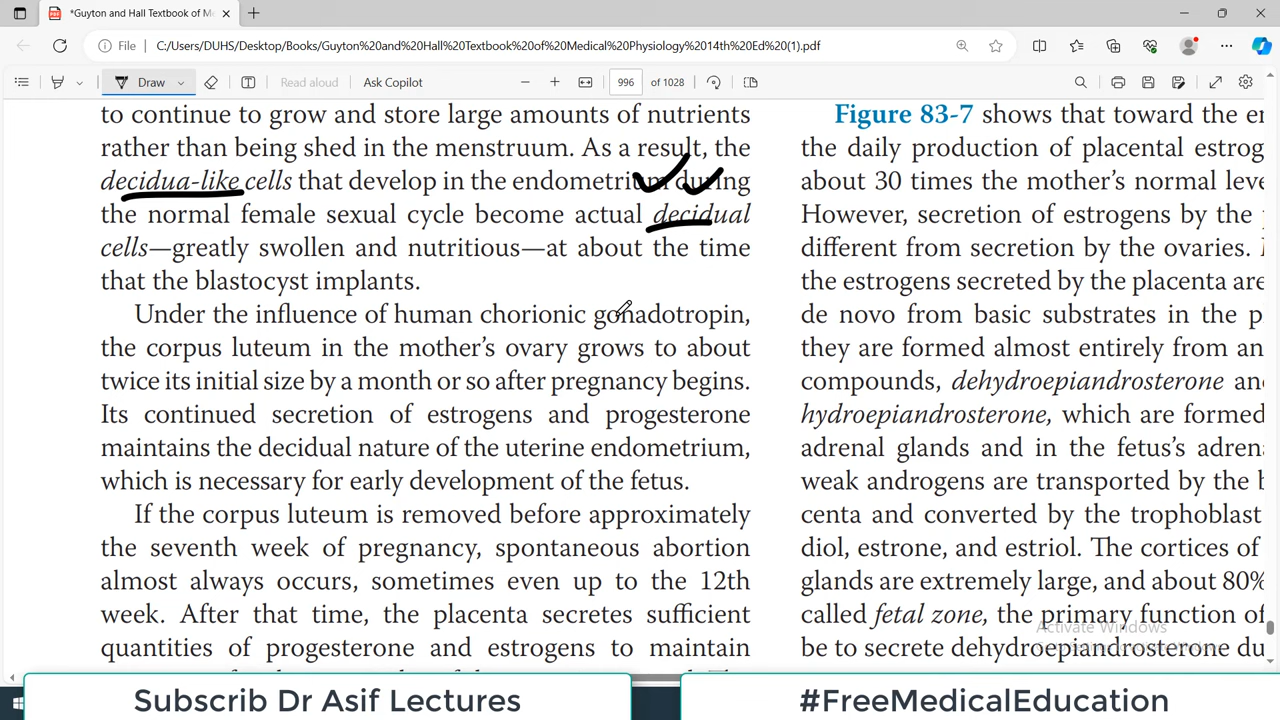 *Guyton and Hall Textbook of Me
File
C:/Users/DUHS/Desktop/Books/Guyton%20and%20Hall%20Textbook%20of%20Medical%20Physiology%2014th%20Ed%20(1).pdf
Draw
Read aloud
Ask Copilot
996
of 1028
to continue to grow and store large amounts of nutrients
rather than being shed in the menstruum. As a result, the
decidua-like cells that develop in the endometrium during
the normal female sexual cycle become actual decidual
cells—greatly swollen and nutritious—at about the time
that the blastocyst implants.
Under the influence of human chorionic gonadotropin,
the corpus luteum in the mother’s ovary grows to about
twice its initial size by a month or so after pregnancy begins.
Its continued secretion of estrogens and progesterone
maintains the decidual nature of the uterine endometrium,
which is necessary for early development of the fetus.
If the corpus luteum is removed before approximately
the seventh week of pregnancy, spontaneous abortion
almost always occurs, sometimes even up to the 12th
week. After that time, the placenta secretes sufficient
quantities of progesterone and estrogens to maintain
Figure 83-7 shows that toward the en
the daily production of placental estrog
about 30 times the mother’s normal leve
However, secretion of estrogens by the p
different from secretion by the ovaries.
the estrogens secreted by the placenta are
de novo from basic substrates in the p
they are formed almost entirely from an
compounds, dehydroepiandrosterone an
hydroepiandrosterone, which are formed
adrenal glands and in the fetus’s adrena
weak androgens are transported by the b
centa and converted by the trophoblast
diol, estrone, and estriol. The cortices of
glands are extremely large, and about 80%
called fetal zone, the primary function of
be to secrete dehydroepiandrosterone du
Activate Windows
Subscrib Dr Asif Lectures
#FreeMedicalEducation